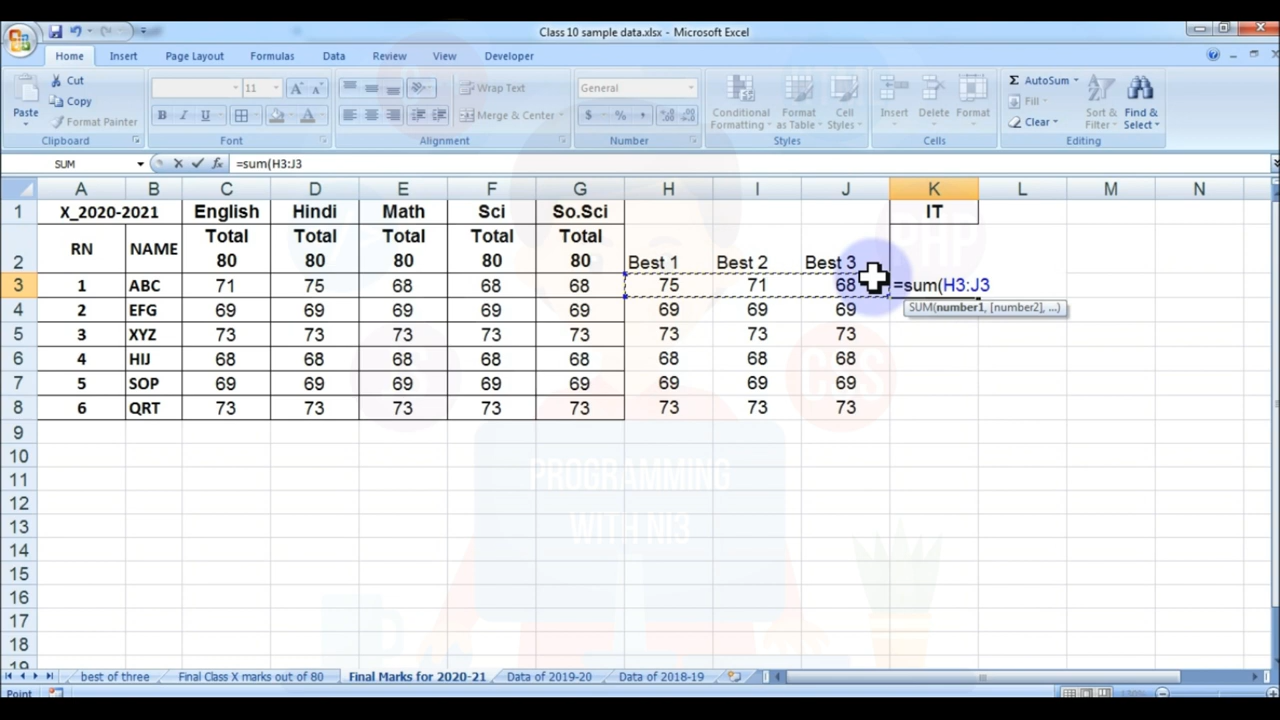 Class 10 sample data.xlsx - Microsoft Excel
Home Insert Page Layout Formulas Data Review View Developer
Paste Cut Copy Format Painter
11 A A B I U A
Wrap Text Merge & Center
General $ % ,
Conditional Formatting Format as Table Cell Styles
Insert Delete Format
Σ AutoSum Fill Clear Sort & Filter Find & Select
Clipboard Font Alignment Number Styles Cells Editing
SUM fx =sum(H3:J3
A B C D E F G H I J K L M N
1 X_2020-2021 English Hindi Math Sci So.Sci IT
2 RN NAME Total 80 Total 80 Total 80 Total 80 Total 80 Best 1 Best 2 Best 3
3 1 ABC 71 75 68 68 68 75 71 68 =sum(H3:J3
SUM(number1, [number2], ...)
4 2 EFG 69 69 69 69 69 69 69 69
5 3 XYZ 73 73 73 73 73 73 73 73
6 4 HIJ 68 68 68 68 68 68 68 68
7 5 SOP 69 69 69 69 69 69 69 69
8 6 QRT 73 73 73 73 73 73 73 73
9
10
11
12
13
14
15
16
17
18
19
PHP
CSS
PROGRAMMING
WITH NI3
best of three Final Class X marks out of 80 Final Marks for 2020-21 Data of 2019-20 Data of 2018-19
Point